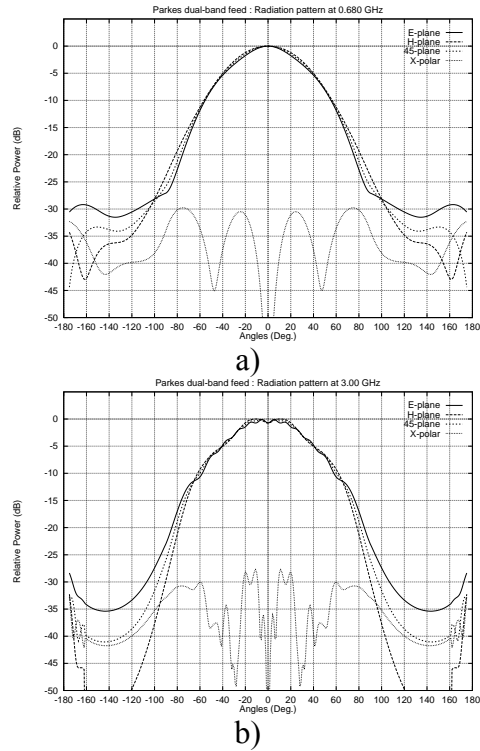 Parkes dual-band feed : Radiation pattern at 0.680 GHz
E-plane
H-plane
45-plane
X-polar
Relative Power (dB)
0
-5
-10
-15
-20
-25
-30
-35
-40
-45
-50
-180 -160 -140 -120 -100 -80 -60 -40 -20 0 20 40 60 80 100 120 140 160 180
Angles (Deg.)
a)
Parkes dual-band feed : Radiation pattern at 3.00 GHz
E-plane
H-plane
45-plane
X-polar
Relative Power (dB)
0
-5
-10
-15
-20
-25
-30
-35
-40
-45
-50
-180 -160 -140 -120 -100 -80 -60 -40 -20 0 20 40 60 80 100 120 140 160 180
Angles (Deg.)
b)